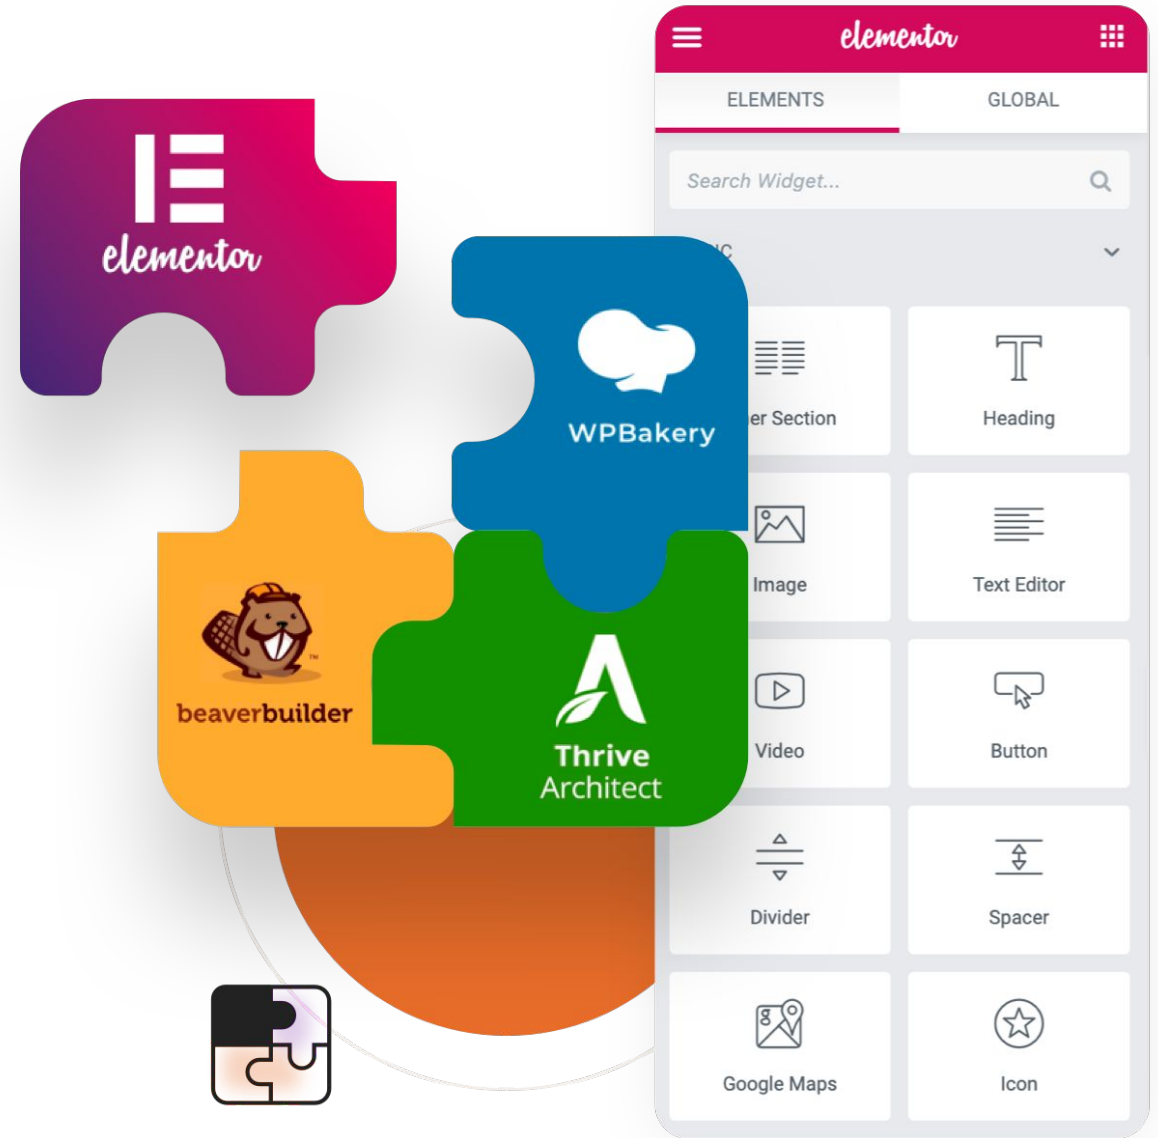 elementor
ELEMENTS
GLOBAL
Search Widget...
elementor
WPBakery
Section
Heading
Image
Text Editor
beaverbuilder
™
Thrive
Architect
Video
Button
Divider
Spacer
Google Maps
Icon